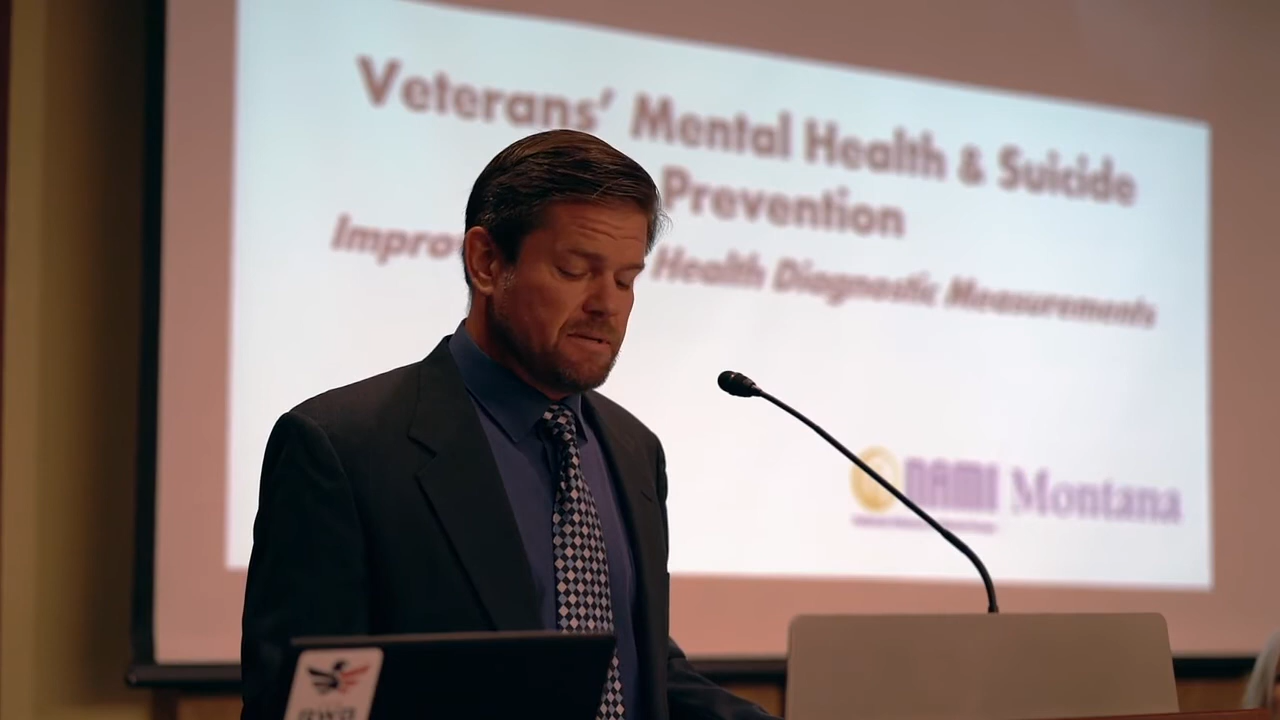 Veterans’ Mental Health & Suicide
Prevention
Health Diagnostic Measurements
NAMI Montana